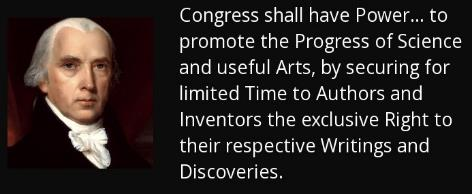 Congress shall have Power... to
promote the Progress of Science
and useful Arts, by securing for
limited Time to Authors and
Inventors the exclusive Right to
their respective Writings and
Discoveries.